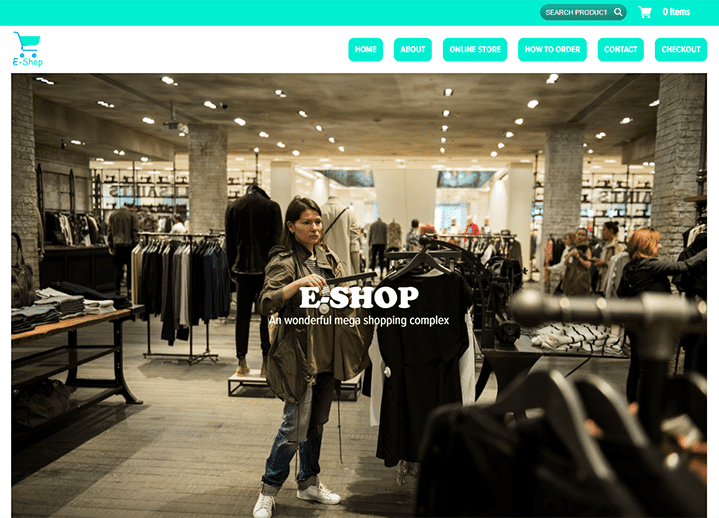 SEARCH PRODUCT
0 Items
E-Shop
HOME
ABOUT
ONLINE STORE
HOW TO ORDER
CONTACT
CHECKOUT
E-SHOP
An wonderful mega shopping complex